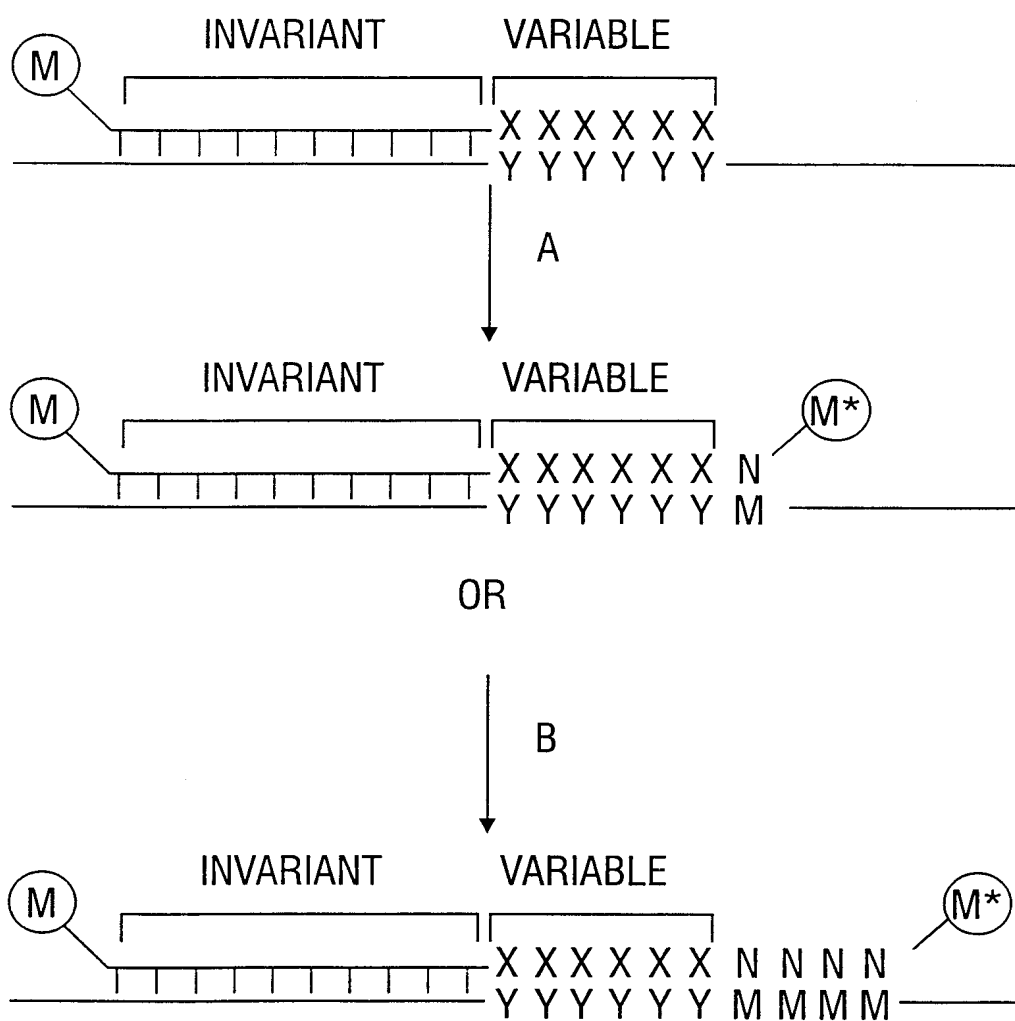 INVARIANT VARIABLE
M
X X X X X X
Y Y Y Y Y Y
A
INVARIANT VARIABLE
M M*
X X X X X X N
Y Y Y Y Y Y M
OR
B
INVARIANT VARIABLE
M M*
X X X X X X N N N N
Y Y Y Y Y Y M M M M